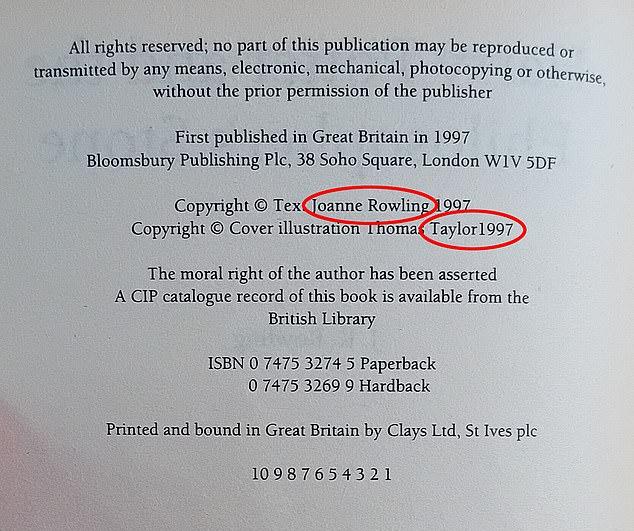 All rights reserved; no part of this publication may be reproduced or
transmitted by any means, electronic, mechanical, photocopying or otherwise,
without the prior permission of the publisher
First published in Great Britain in 1997
Bloomsbury Publishing Plc, 38 Soho Square, London W1V 5DF
Copyright © Text Joanne Rowling 1997
Copyright © Cover illustration Thomas Taylor1997
The moral right of the author has been asserted
A CIP catalogue record of this book is available from the
British Library
ISBN 0 7475 3274 5 Paperback
0 7475 3269 9 Hardback
Printed and bound in Great Britain by Clays Ltd, St Ives plc
10 9 8 7 6 5 4 3 2 1